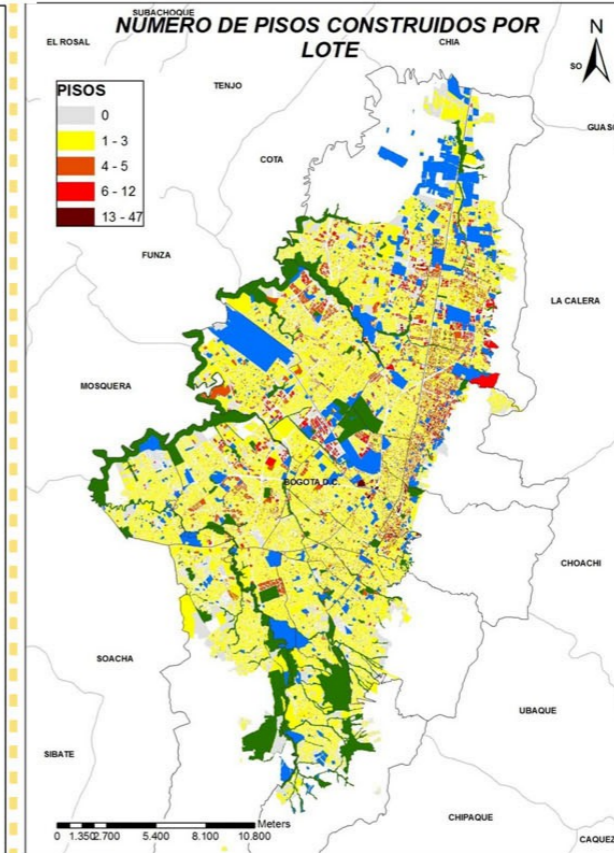 SUBACHOQUE
NUMERO DE PISOS CONSTRUIDOS POR
LOTE
EL ROSAL
CHIA
N
SO
TENJO
PISOS
0
1 - 3
4 - 5
6 - 12
13 - 47
GUAS
COTA
FUNZA
LA CALERA
MOSQUERA
BOGOTA D.C.
CHOACHI
SOACHA
UBAQUE
SIBATE
CHIPAQUE
CAQUEZ
Meters
0 1.350 2.700 5.400 8.100 10.800